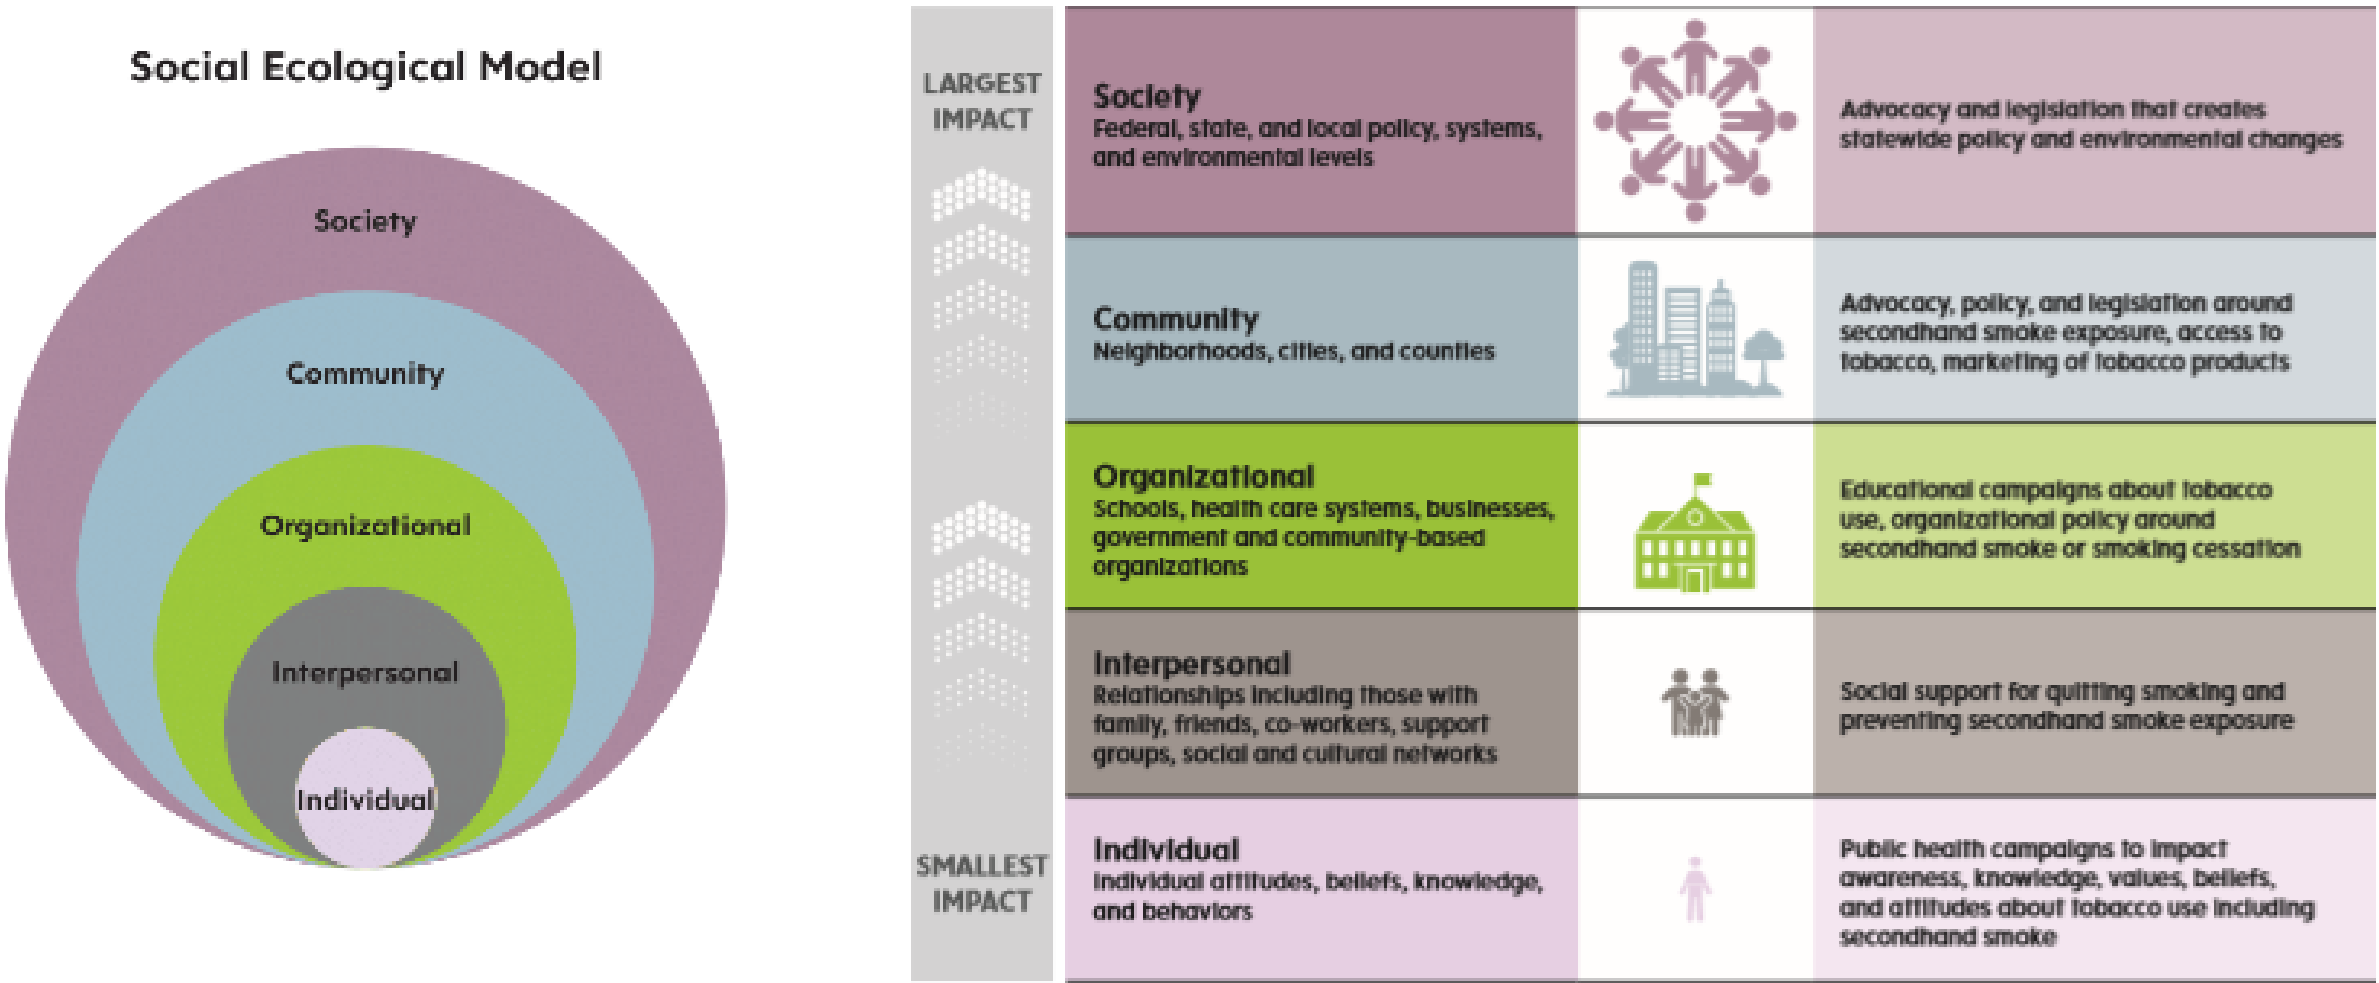 Social Ecological Model
Society
Community
Organizational
Interpersonal
Individual
LARGEST
IMPACT
SMALLEST
IMPACT
Society
Federal, state, and local policy, systems,
and environmental levels
Advocacy and legislation that creates
statewide policy and environmental changes
Community
Neighborhoods, cities, and counties
Advocacy, policy, and legislation around
secondhand smoke exposure, access to
tobacco, marketing of tobacco products
Organizational
Schools, health care systems, businesses,
government and community-based
organizations
Educational campaigns about tobacco
use, organizational policy around
secondhand smoke or smoking cessation
Interpersonal
Relationships including those with
family, friends, co-workers, support
groups, social and cultural networks
Social support for quitting smoking and
preventing secondhand smoke exposure
Individual
Individual attitudes, beliefs, knowledge,
and behaviors
Public health campaigns to impact
awareness, knowledge, values, beliefs,
and attitudes about tobacco use including
secondhand smoke